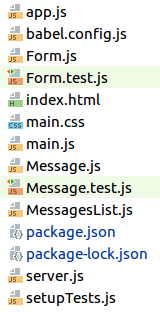 app.js
babel.config.js
Form.js
Form.test.js
index.html
main.css
main.js
Message.js
Message.test.js
MessagesList.js
package.json
package-lock.json
server.js
setupTests.js